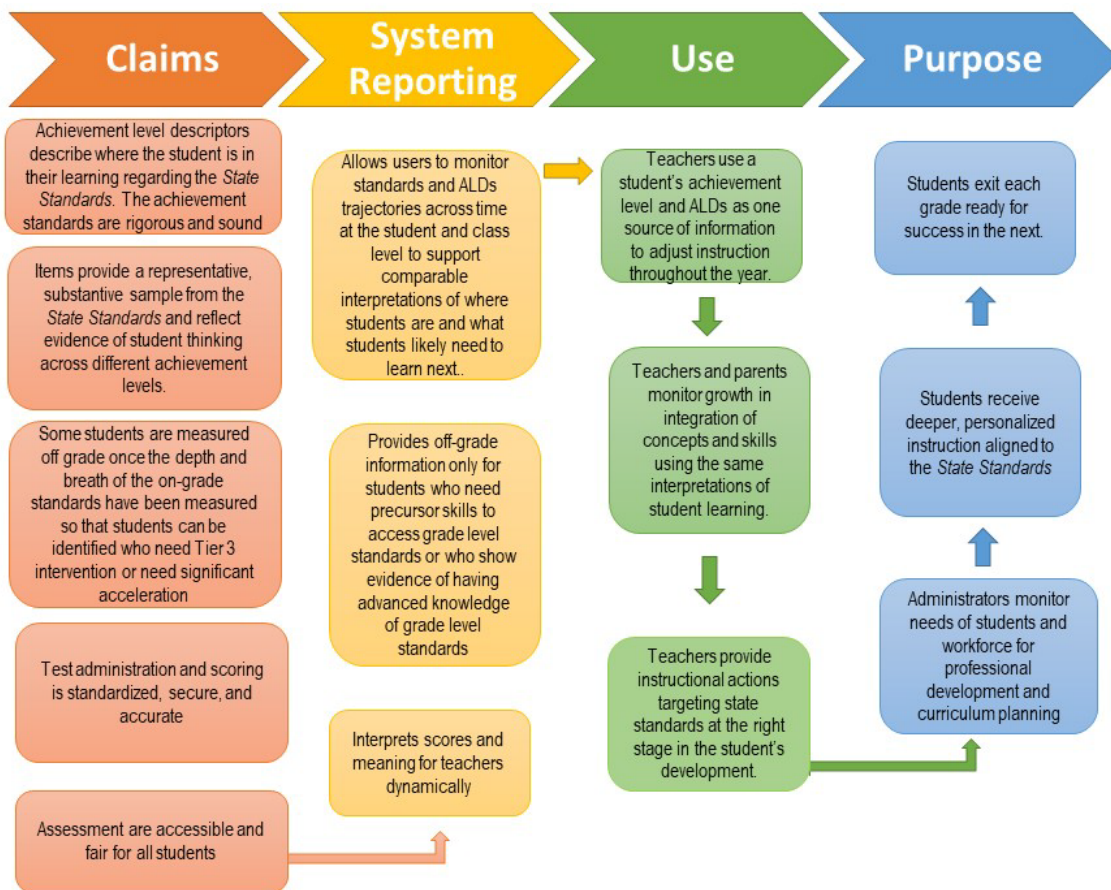 Claims
System
Reporting
Use
Purpose
Achievement level descriptors
describe where the student is in
their learning regarding the State
Standards. The achievement
standards are rigorous and sound
Items provide a representative,
substantive sample from the
State Standards and reflect
evidence of student thinking
across different achievement
levels.
Some students are measured
off grade once the depth and
breath of the on-grade
standards have been measured
so that students can be
identified who need Tier 3
intervention or need significant
acceleration
Test administration and scoring
is standardized, secure, and
accurate
Assessment are accessible and
fair for all students
Allows users to monitor
standards and ALDs
trajectories across time
at the student and class
level to support
comparable
interpretations of where
students are and what
students likely need to
learn next..
Provides off-grade
information only for
students who need
precursor skills to
access grade level
standards or who show
evidence of having
advanced knowledge
of grade level
standards
Interprets scores and
meaning for teachers
dynamically
Teachers use a
student's achievement
level and ALDs as one
source of information
to adjust instruction
throughout the year.
Teachers and parents
monitor growth in
integration of
concepts and skills
using the same
interpretations of
student learning.
Teachers provide
instructional actions
targeting state
standards at the right
stage in the student's
development.
Students exit each
grade ready for
success in the next.
Students receive
deeper, personalized
instruction aligned to
the State Standards
Administrators monitor
needs of students and
workforce for
professional
development and
curriculum planning